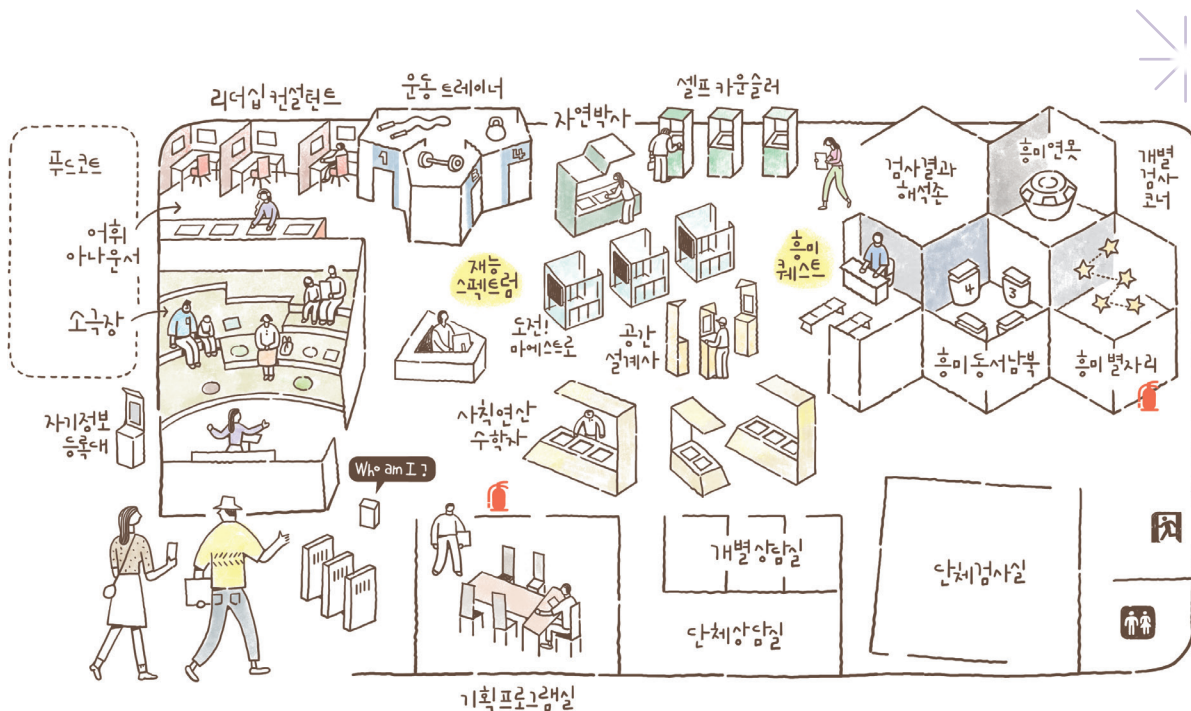 리더십 컨설턴트
운동 트레이너
자연박사
셀프 카운슬러
푸드코트
어휘
아나운서
소극장
자기정보
등록대
1
3
4
재능
스펙트럼
도전!
마에스트로
공간
설계사
사칙연산
수학자
흥미
퀘스트
검사결과
해석존
흥미연못
개별
검사
코너
4
3
흥미동서남북
흥미별자리
Who am I ?
개별상담실
단체상담실
단체검사실
기획프로그램실